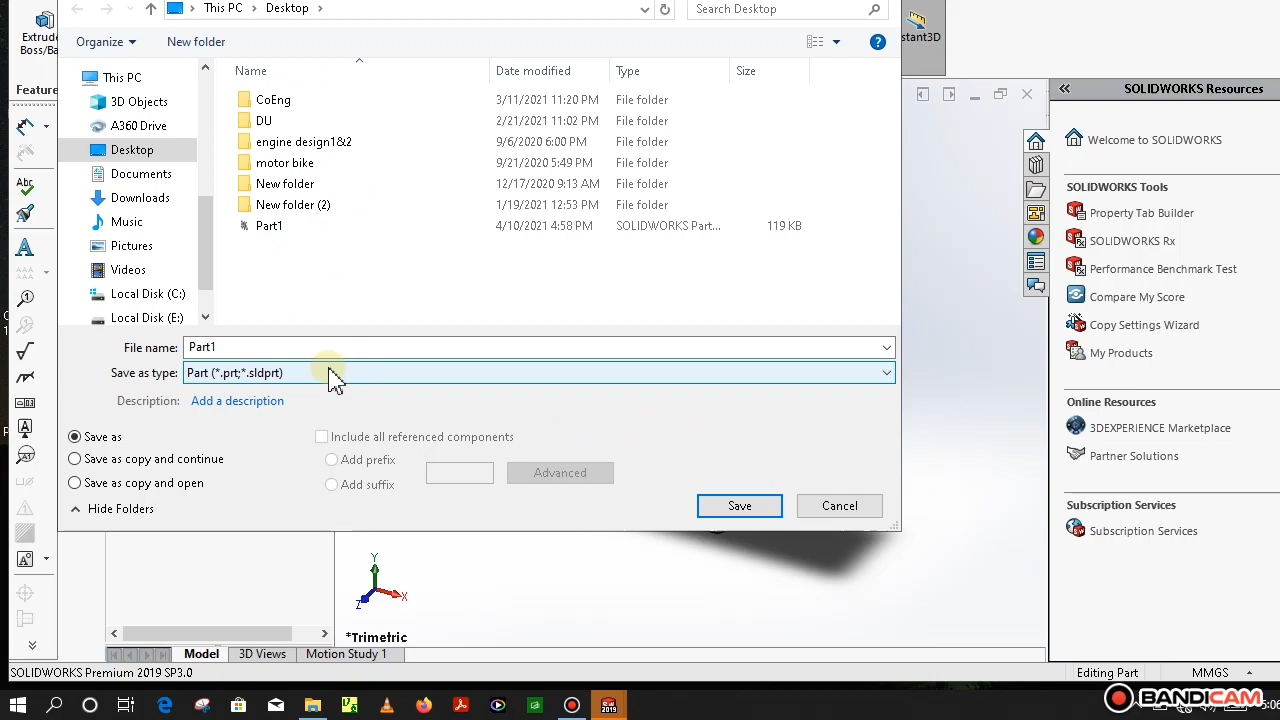 This PC > Desktop >
Search Desktop
Organize
New folder
?
Name
Date modified
Type
Size
This PC
3D Objects
A360 Drive
Desktop
Documents
Downloads
Music
Pictures
Videos
Local Disk (C:)
Local Disk (E:)
CoEng 3/11/2021 11:20 PM File folder
DU 2/21/2021 11:02 PM File folder
engine design1&2 9/6/2020 6:00 PM File folder
motor bike 9/21/2020 5:49 PM File folder
New folder 12/17/2020 9:13 AM File folder
New folder (2) 1/19/2021 12:53 PM File folder
Part1 4/10/2021 4:58 PM SOLIDWORKS Part... 119 KB
File name: Part1
Save as type: Part (*.prt;*.sldprt)
Description: Add a description
Save as
Save as copy and continue
Save as copy and open
Include all referenced components
Add prefix
Add suffix
Advanced
Hide Folders
Save
Cancel
Extrude
Boss/Ba
Feature
Abc
stant3D
SOLIDWORKS Resources
Welcome to SOLIDWORKS
SOLIDWORKS Tools
Property Tab Builder
SOLIDWORKS Rx
Performance Benchmark Test
Compare My Score
Copy Settings Wizard
My Products
Online Resources
3DEXPERIENCE Marketplace
Partner Solutions
Subscription Services
Subscription Services
Y
X
Z
*Trimetric
Model
3D Views
Motion Study 1
SOLIDWORKS Premium 2019 SP3.0
Editing Part
MMGS
2019
BANDICAM